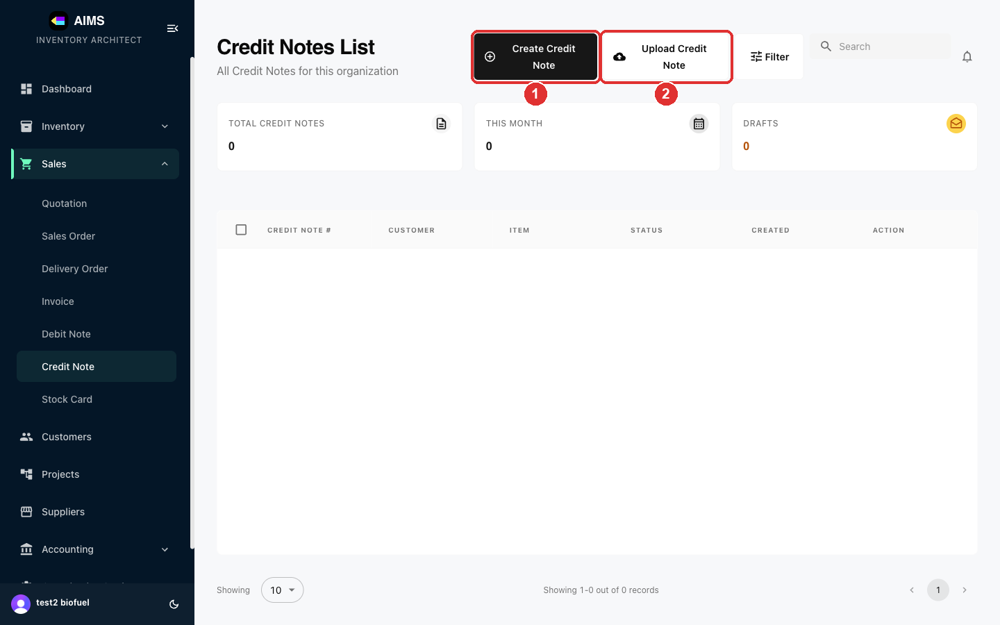 AIMS
INVENTORY ARCHITECT
Dashboard
Inventory
Sales
Quotation
Sales Order
Delivery Order
Invoice
Debit Note
Credit Note
Stock Card
Customers
Projects
Suppliers
Accounting
test2 biofuel
Credit Notes List
All Credit Notes for this organization
Create Credit
Note
Upload Credit
Note
Filter
Search
1
2
TOTAL CREDIT NOTES
0
THIS MONTH
0
DRAFTS
0
CREDIT NOTE # CUSTOMER ITEM STATUS CREATED ACTION
Showing 10 Showing 1-0 out of 0 records 1